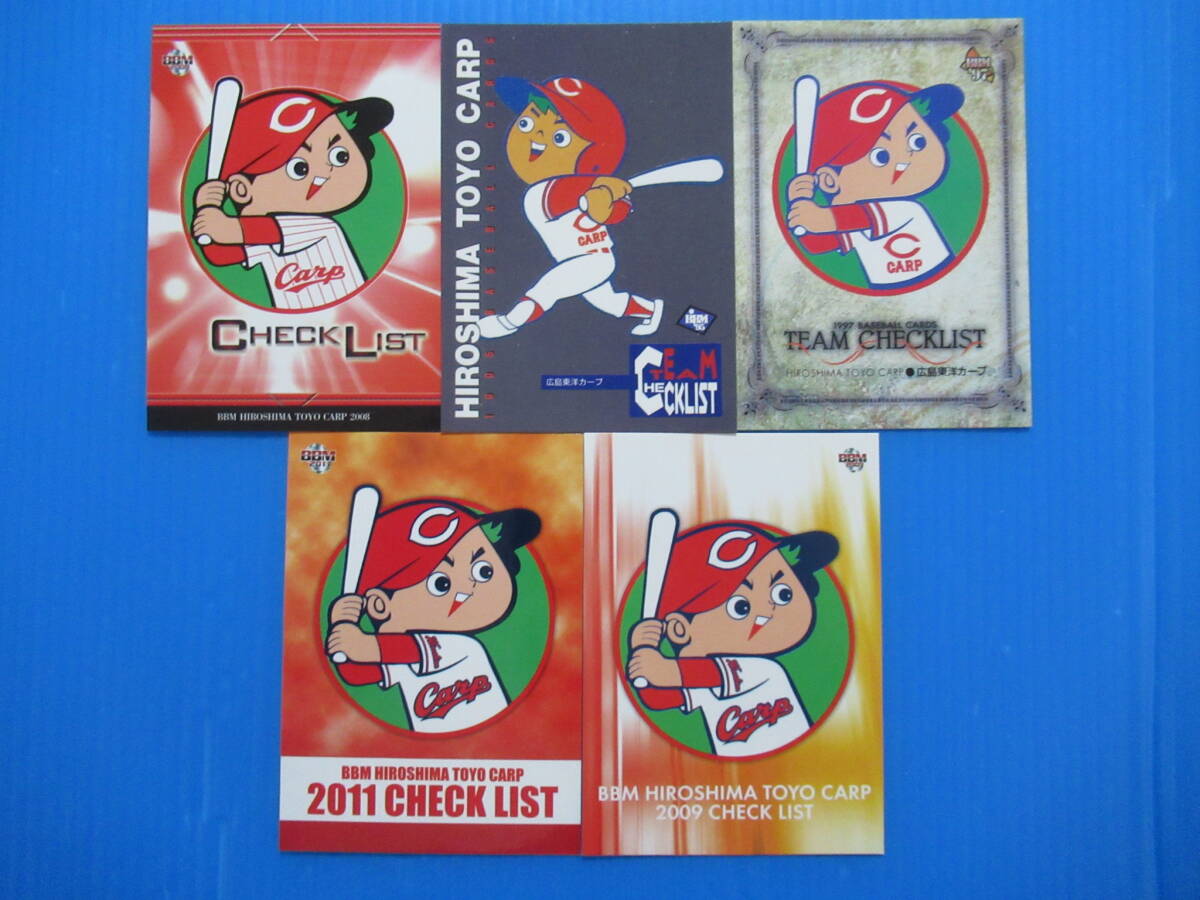 BBM
C
Carp
CHECK LIST
BBM HIROSHIMA TOYO CARP 2008
HIROSHIMA TOYO CARP
BASEBALL CARDS
C
CARP
BBM
'96
広島東洋カープ
TEAM
CHECKLIST
BBM
'97
C
C
CARP
1997 BASEBALL CARDS
TEAM CHECKLIST
HIROSHIMA TOYO CARP●広島東洋カープ
BBM
2011
C
Carp
BBM HIROSHIMA TOYO CARP
2011 CHECK LIST
BBM
C
Carp
BBM HIROSHIMA TOYO CARP
2009 CHECK LIST